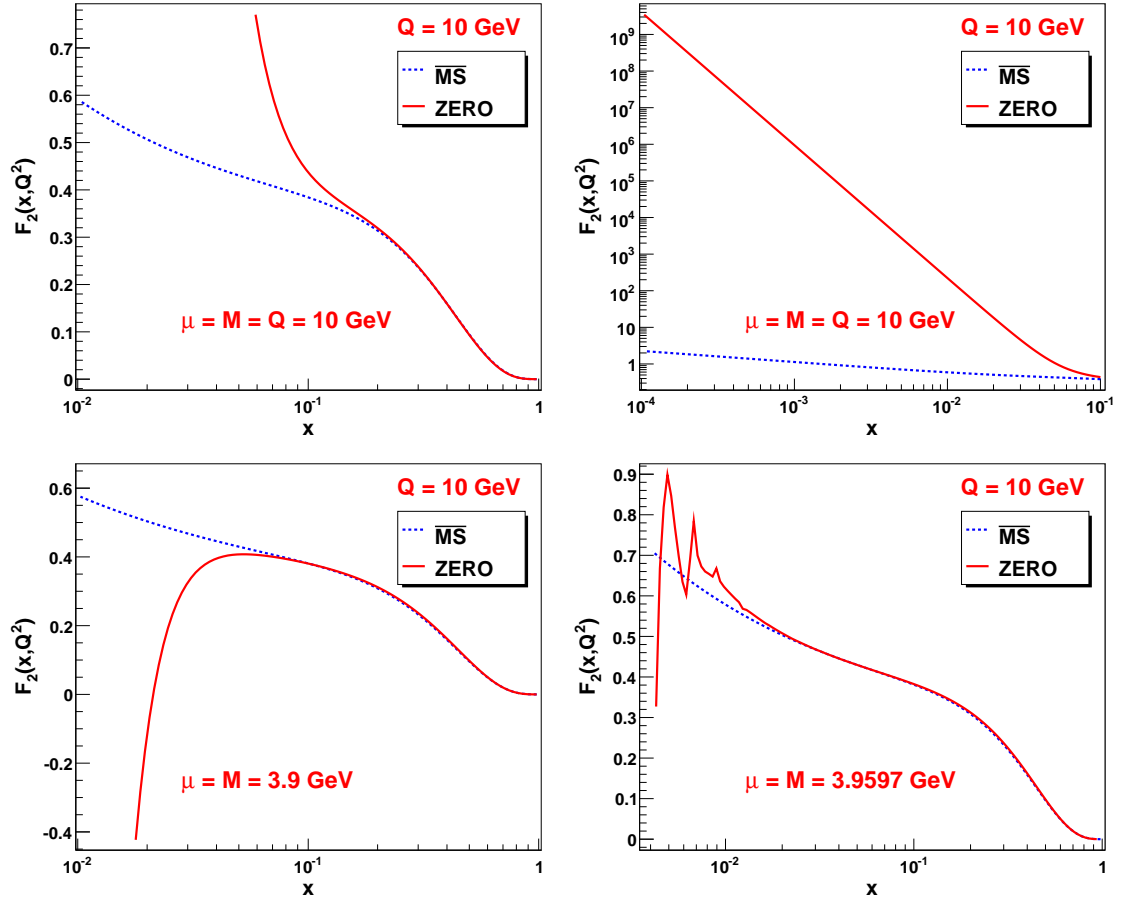 Q = 10 GeV
MS
ZERO
μ = M = Q = 10 GeV
F₂(x,Q²)
0.7
0.6
0.5
0.4
0.3
0.2
0.1
0
10⁻²
10⁻¹
1
x
Q = 10 GeV
MS
ZERO
μ = M = Q = 10 GeV
F₂(x,Q²)
10⁹
10⁸
10⁷
10⁶
10⁵
10⁴
10³
10²
10
1
10⁻⁴
10⁻³
10⁻²
10⁻¹
x
Q = 10 GeV
MS
ZERO
μ = M = 3.9 GeV
F₂(x,Q²)
0.6
0.4
0.2
0
-0.2
-0.4
10⁻²
10⁻¹
1
x
Q = 10 GeV
MS
ZERO
μ = M = 3.9597 GeV
F₂(x,Q²)
0.9
0.8
0.7
0.6
0.5
0.4
0.3
0.2
0.1
0
10⁻²
10⁻¹
1
x